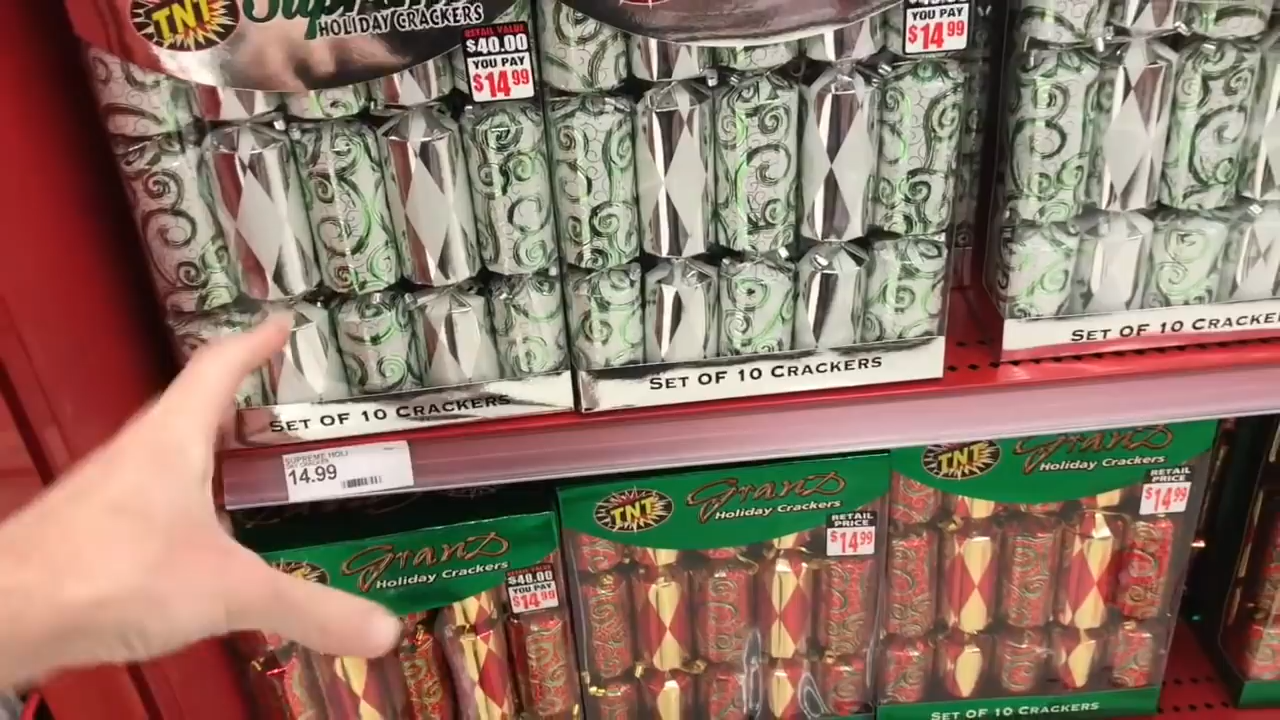 TNT
Supreme
HOLIDAY CRACKERS
RETAIL VALUE
$40.00
YOU PAY
$14.99
YOU PAY
$14.99
SET OF 10 CRACKERS
SET OF 10 CRACKERS
SET OF 10 CRACKE
SUPREME HOLI
14.99
Grand
Holiday Crackers
RETAIL VALUE
$40.00
YOU PAY
$14.99
TNT
Grand
Holiday Crackers
RETAIL
PRICE
$14.99
TNT
Grand
Holiday Crackers
RETAIL
PRICE
$14.99
SET OF 10 CRACKERS